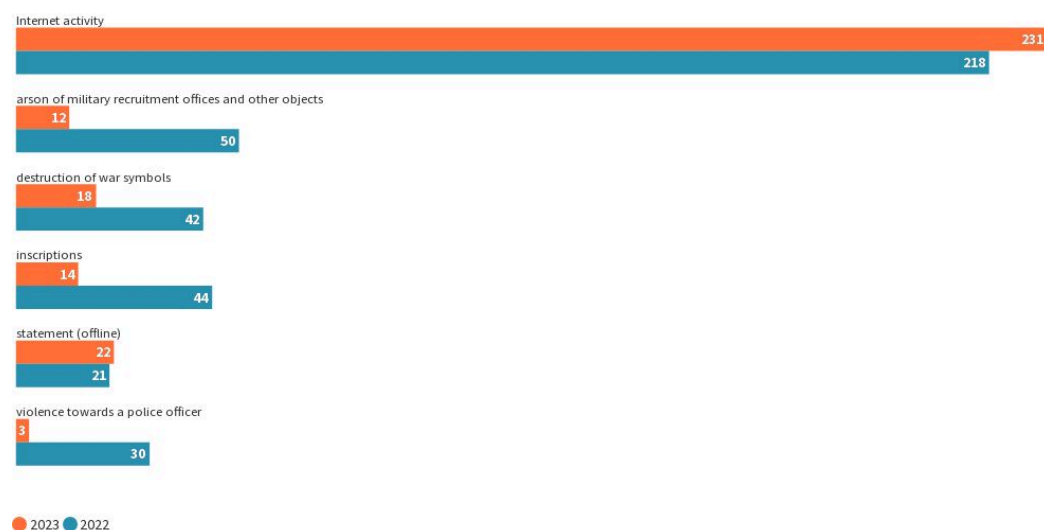 Internet activity
231
218
arson of military recruitment offices and other objects
12
50
destruction of war symbols
18
42
inscriptions
14
44
statement (offline)
22
21
violence towards a police officer
3
30
2023 2022